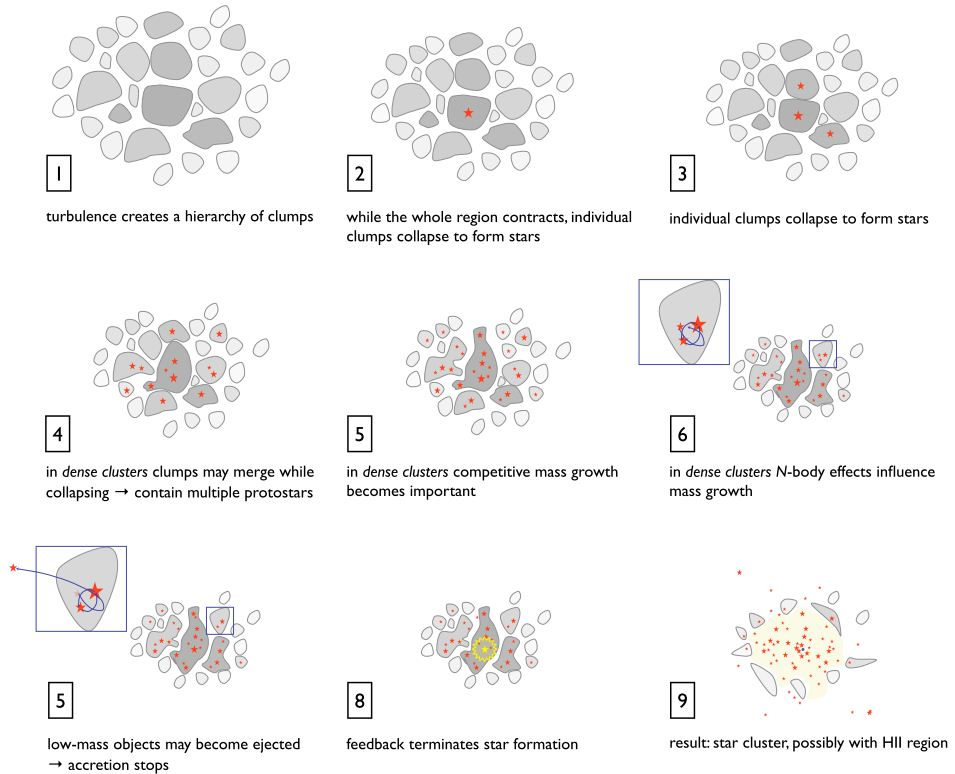 1
turbulence creates a hierarchy of clumps
2
while the whole region contracts, individual
clumps collapse to form stars
3
individual clumps collapse to form stars
4
in dense clusters clumps may merge while
collapsing → contain multiple protostars
5
in dense clusters competitive mass growth
becomes important
6
in dense clusters N-body effects influence
mass growth
5
low-mass objects may become ejected
→ accretion stops
8
feedback terminates star formation
9
result: star cluster, possibly with HII region